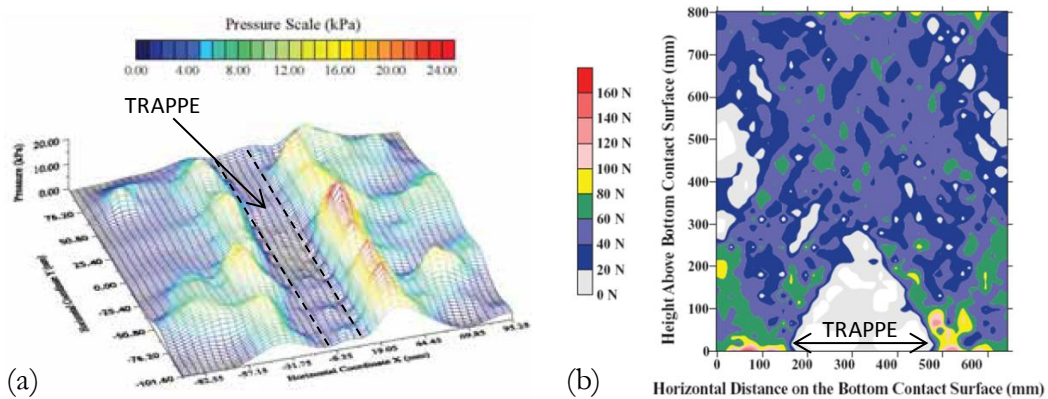 Pressure Scale (kPa)
0.00 4.00 8.00 12.00 16.00 20.00 24.00
TRAPPE
Pressure (kPa)
20.00
10.00
0.00
76.20
50.80
25.40
0.00
-25.40
-50.80
-76.20
-101.60
Horizontal Coordinate Y (mm)
-82.55 -57.15 -31.75 -6.35 19.05 44.45 69.85 95.25
Horizontal Coordinate X (mm)
(a)
160 N
140 N
120 N
100 N
80 N
60 N
40 N
20 N
0 N
Height Above Bottom Contact Surface (mm)
800
700
600
500
400
300
200
100
0
TRAPPE
0 100 200 300 400 500 600
Horizontal Distance on the Bottom Contact Surface (mm)
(b)